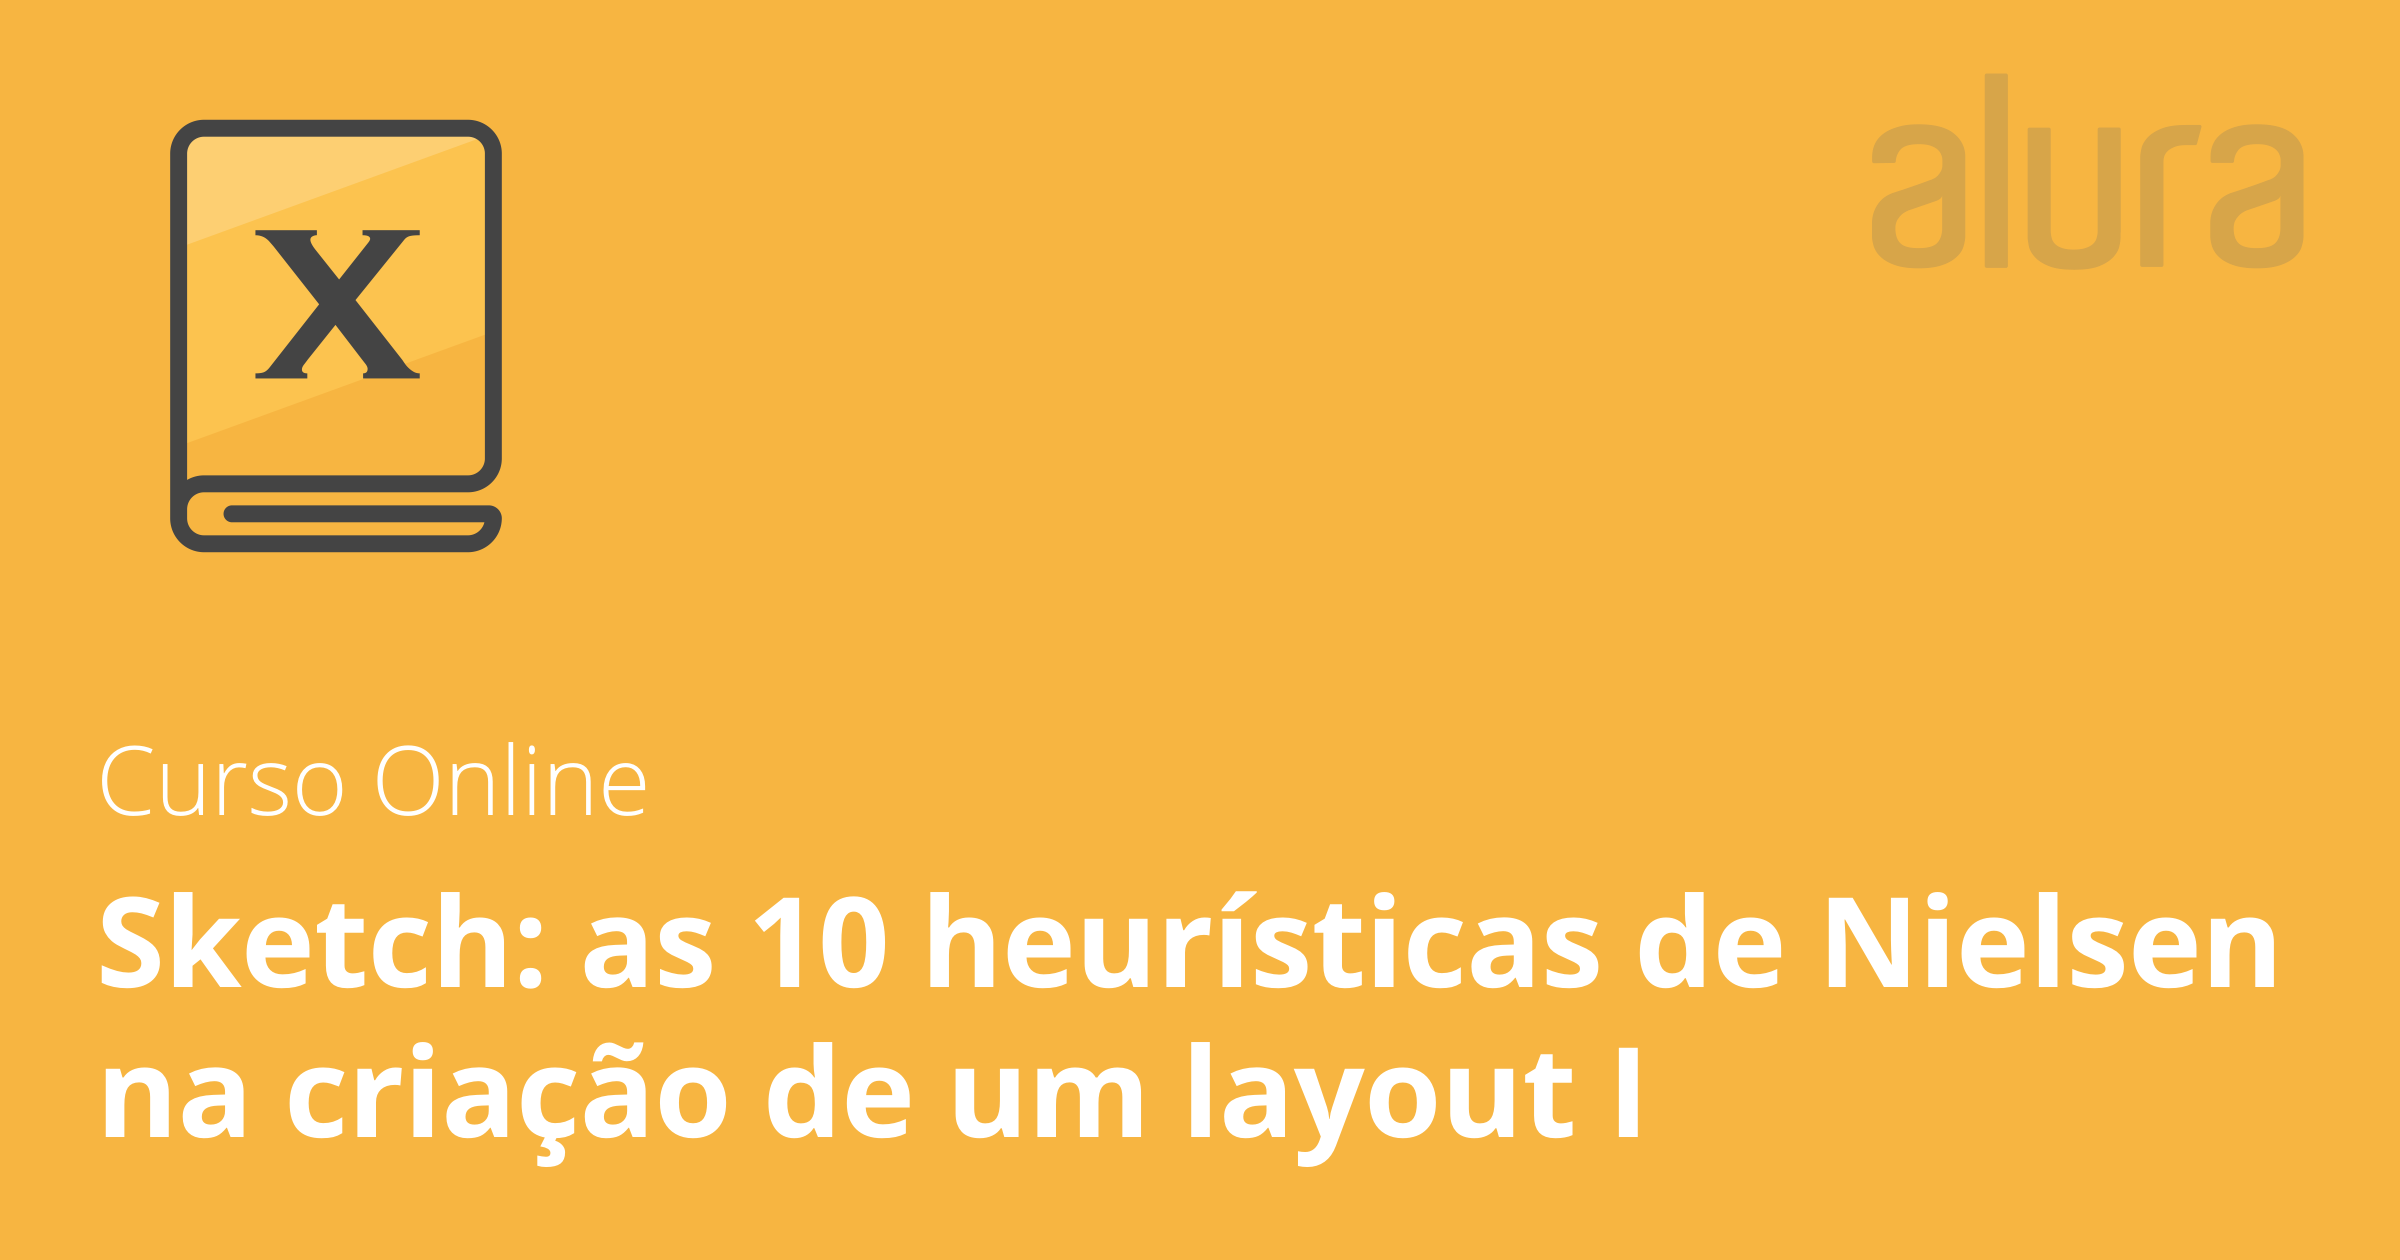 alura
X
Curso Online
Sketch: as 10 heurísticas de Nielsen
na criação de um layout I